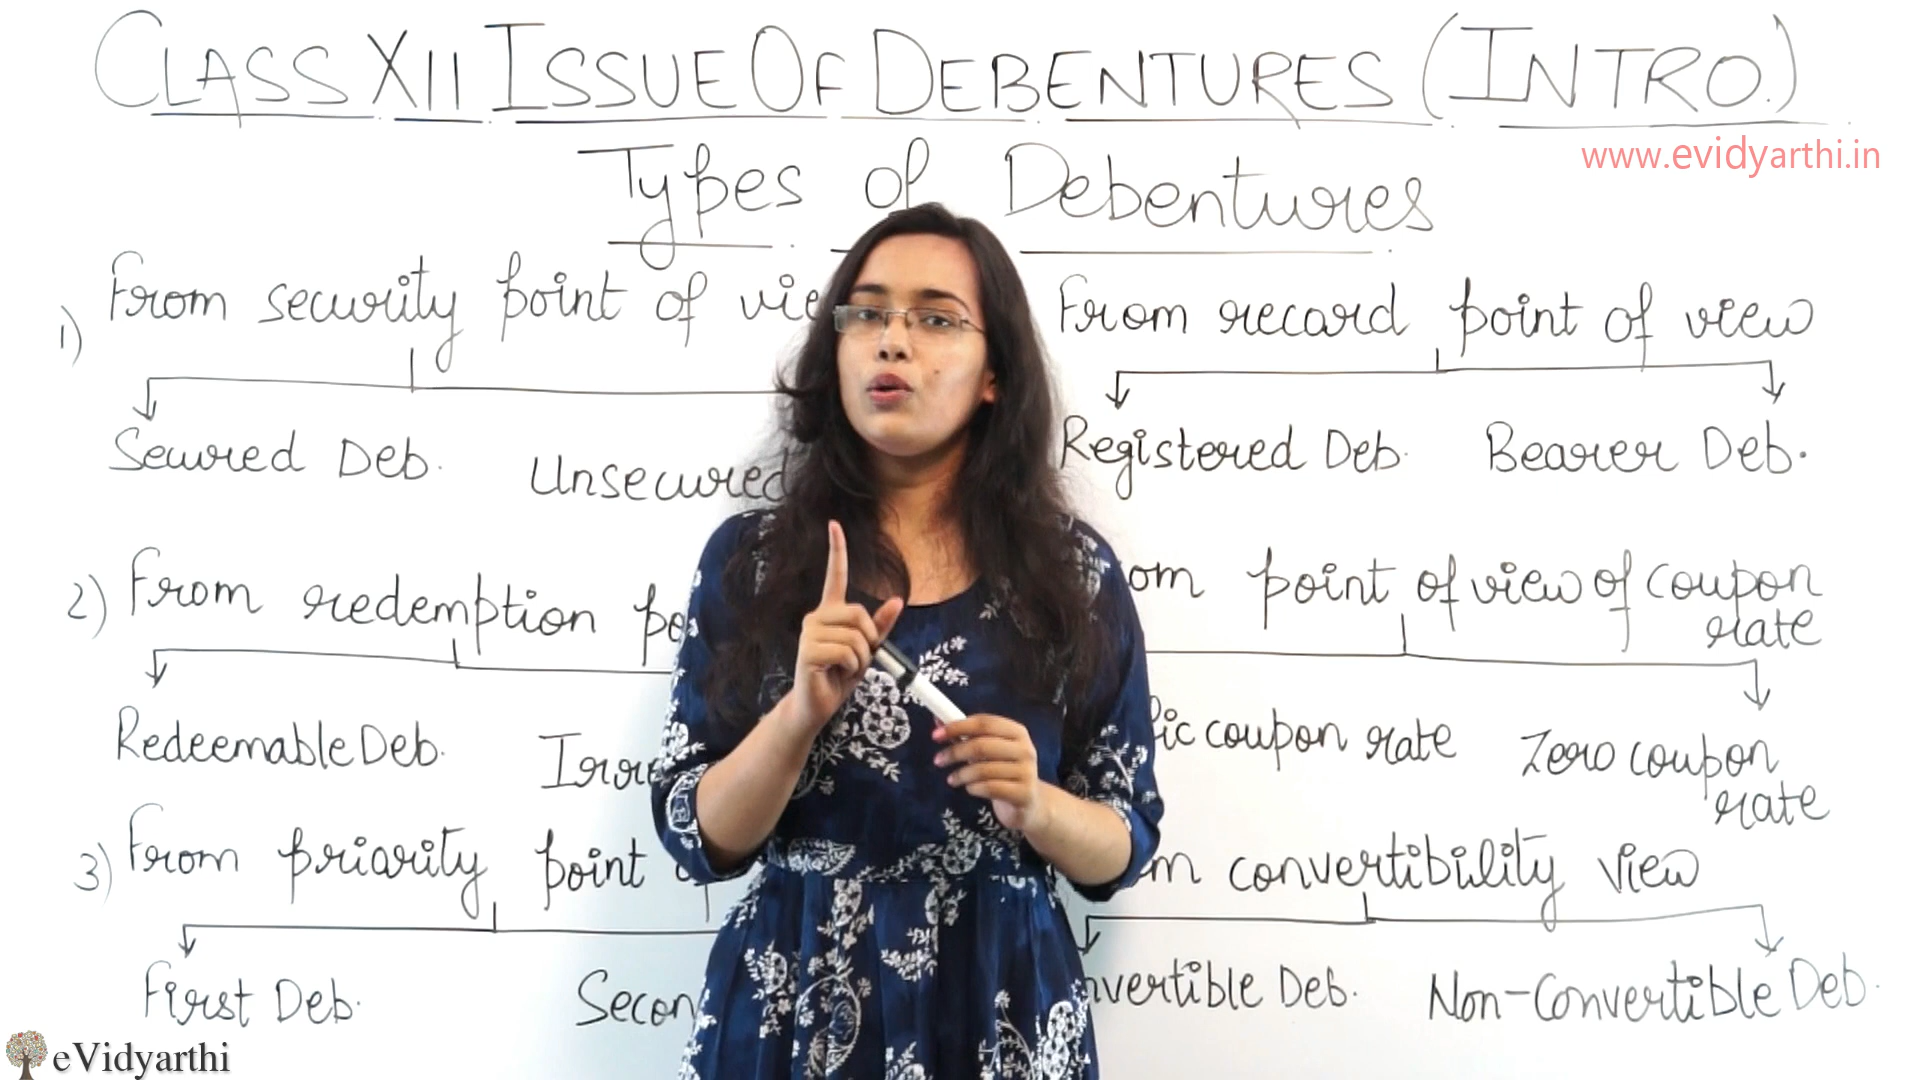 CLASS XII ISSUE OF DEBENTURES (INTRO.)
www.evidyarthi.in
Types of Debentures
1) From security point of
Secured Deb. Unsecured
From record point of view
Registered Deb. Bearer Deb.
2) From redemption
Redeemable Deb.
point of view of coupon
rate
coupon rate Zero coupon
rate
3) From priority point
First Deb.
convertibility view
Deb. Non-Convertible Deb.
eVidyarthi